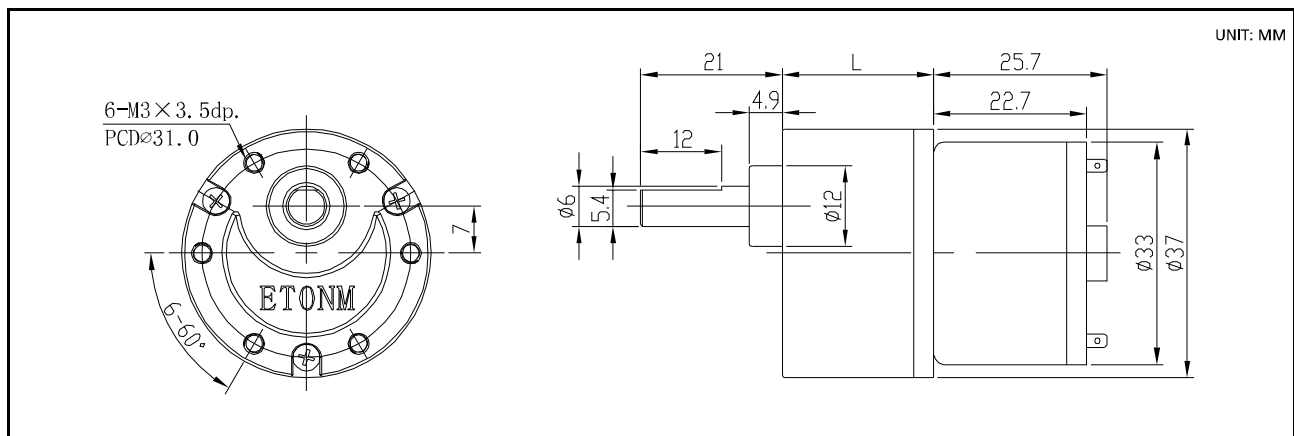 UNIT: MM
6-M3×3.5dp.
PCD⌀31.0
6-60°
7
ETONM
21
L
25.7
4.9
22.7
12
⌀6
5.4
⌀12
⌀33
⌀37